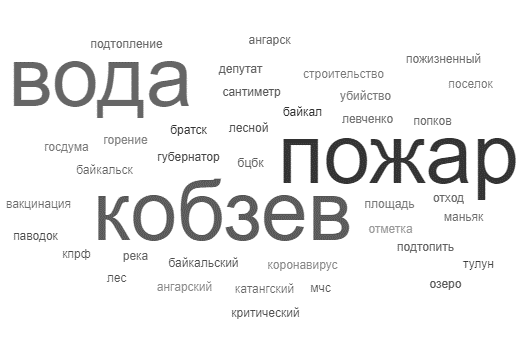 подтопление
ангарск
вода
депутат
пожизненный
строительство
сантиметр
убийство
поселок
байкал
левченко
попков
братск
лесной
госдума
горение
пожар
губернатор
бцбк
байкальск
вакцинация
кобзев
площадь
отход
маньяк
паводок
отметка
подтопить
кпрф
река
байкальский
коронавирус
тулун
лес
ангарский
катангский
мчс
озеро
критический